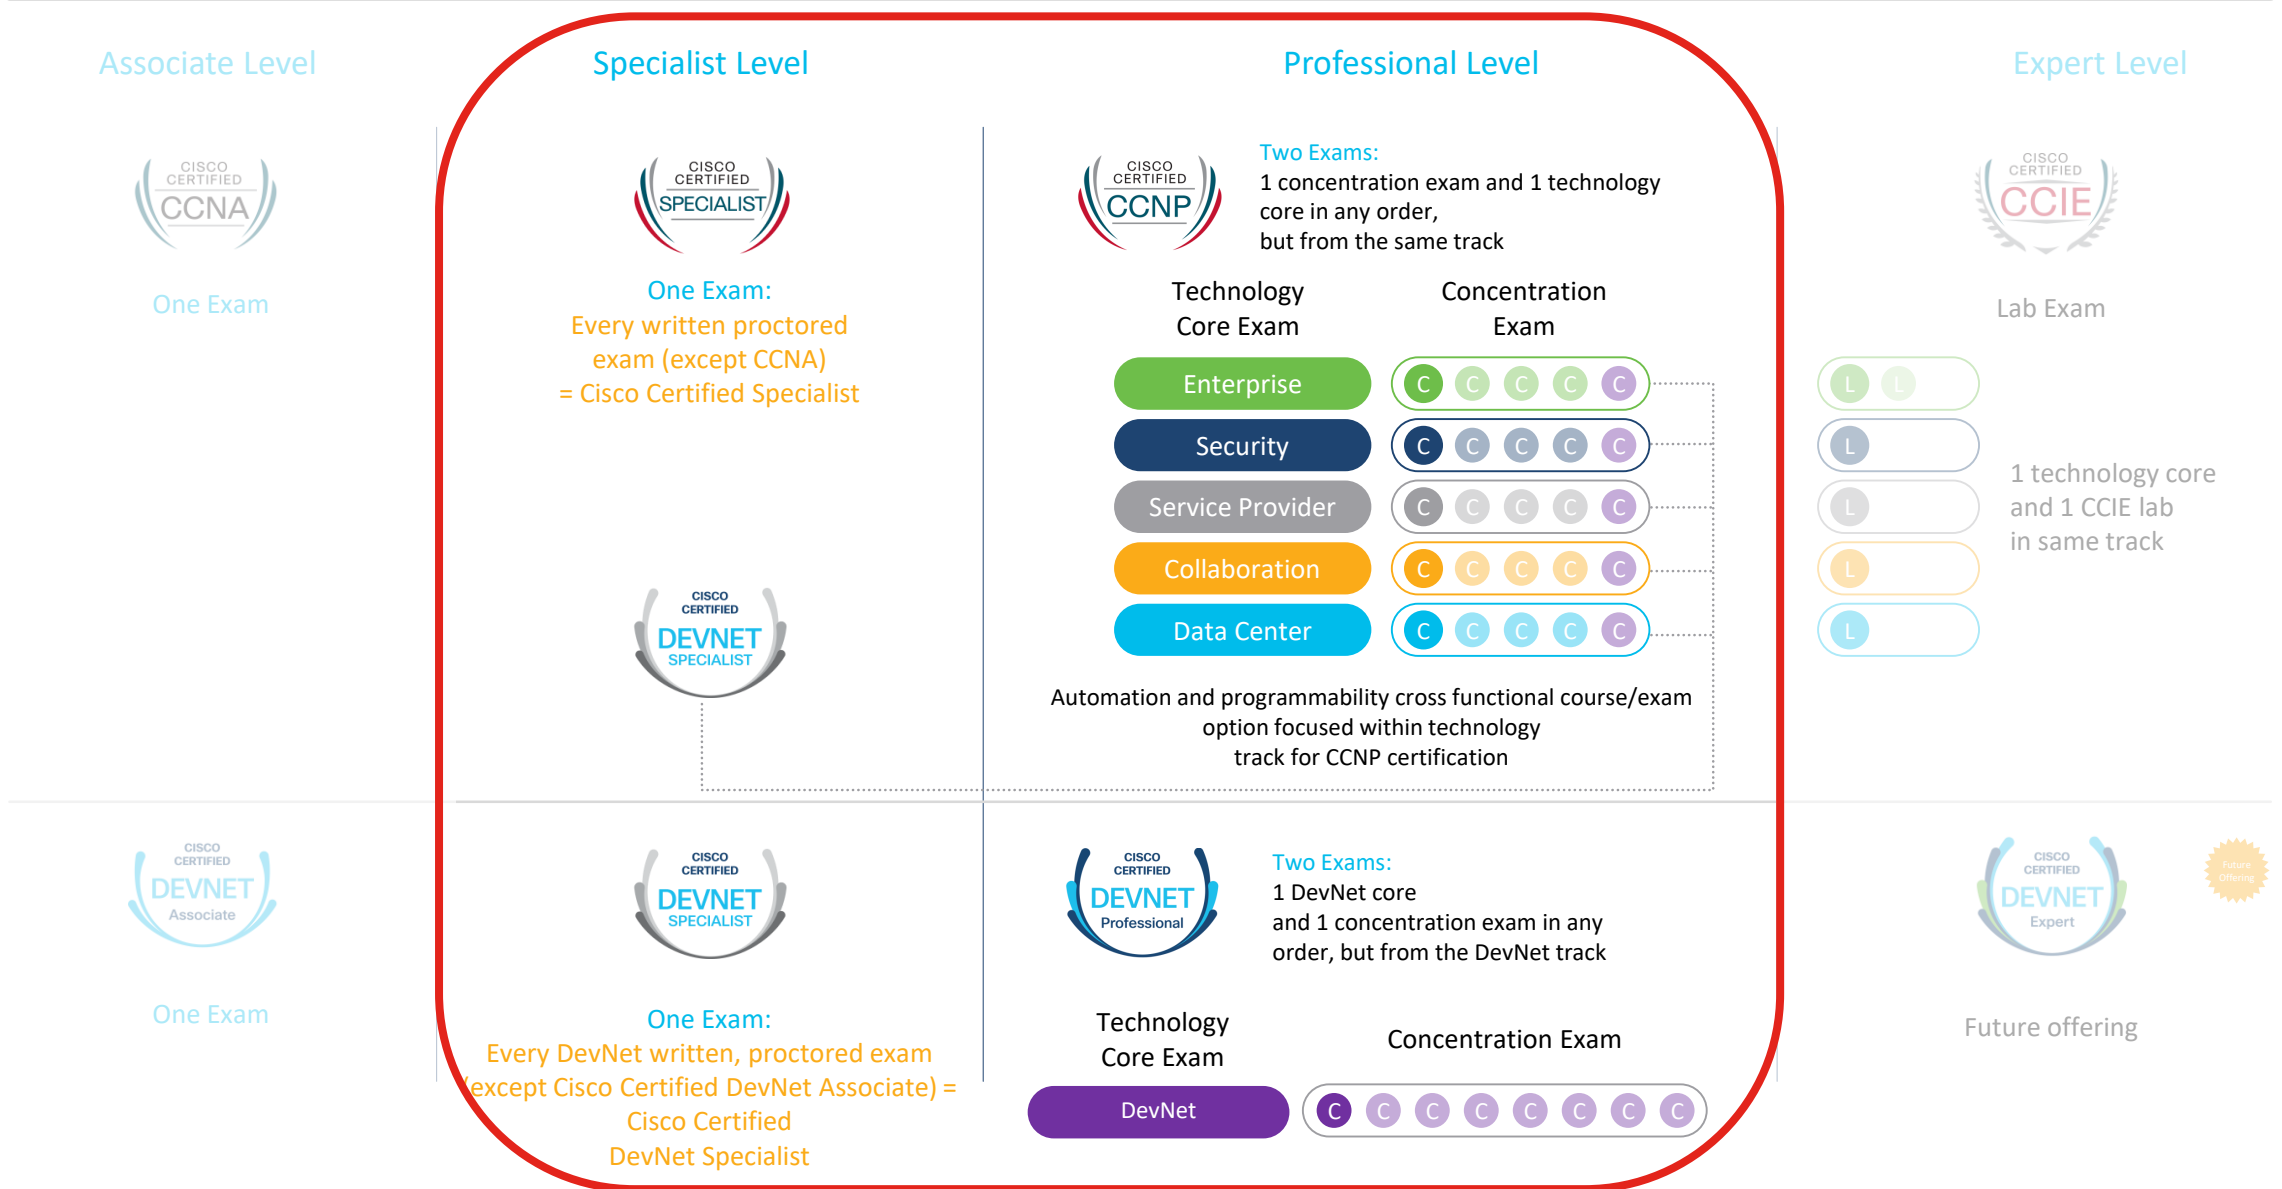 Associate Level
Specialist Level
Professional Level
Expert Level
CISCO
CERTIFIED
CCNA
One Exam
CISCO
CERTIFIED
SPECIALIST
One Exam:
Every written proctored
exam (except CCNA)
= Cisco Certified Specialist
CISCO
CERTIFIED
DEVNET
SPECIALIST
CISCO
CERTIFIED
CCNP
Two Exams:
1 concentration exam and 1 technology
core in any order,
but from the same track
Technology
Core Exam
Concentration
Exam
Enterprise
C C C C C
Security
C C C C C
Service Provider
C C C C C
Collaboration
C C C C C
Data Center
C C C C C
Automation and programmability cross functional course/exam
option focused within technology
track for CCNP certification
CISCO
CERTIFIED
CCIE
Lab Exam
L L
L
L
L
L
1 technology core
and 1 CCIE lab
in same track
CISCO
CERTIFIED
DEVNET
Associate
One Exam
CISCO
CERTIFIED
DEVNET
SPECIALIST
One Exam:
Every DevNet written, proctored exam
(except Cisco Certified DevNet Associate) =
Cisco Certified
DevNet Specialist
CISCO
CERTIFIED
DEVNET
Professional
Two Exams:
1 DevNet core
and 1 concentration exam in any
order, but from the DevNet track
Technology
Core Exam
Concentration Exam
DevNet
C C C C C C C C
CISCO
CERTIFIED
DEVNET
Expert
Future
Offering
Future offering